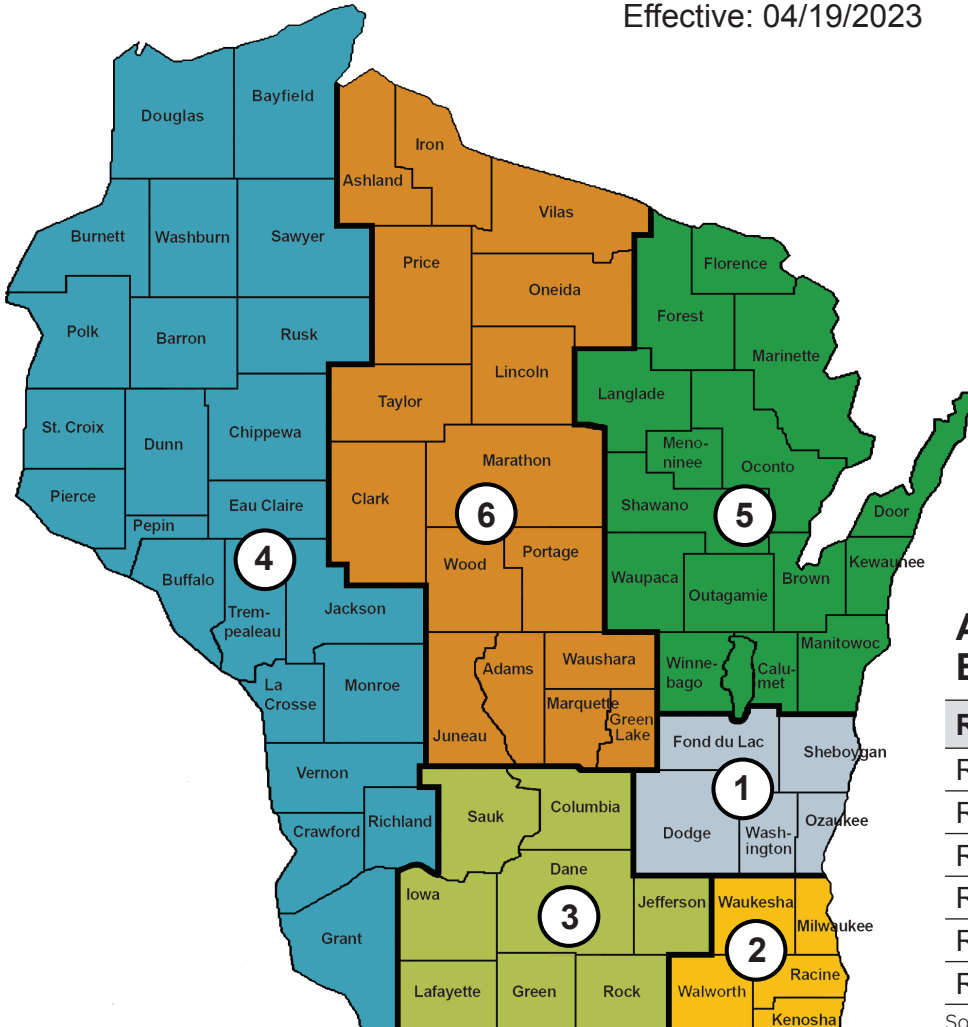 Effective: 04/19/2023
Bayfield
Douglas
Iron
Ashland
Vilas
Burnett
Washburn
Sawyer
Price
Florence
Oneida
Forest
Polk
Barron
Rusk
Marinette
Lincoln
Langlade
Taylor
St. Croix
Dunn
Chippewa
Meno-
ninee
Marathon
Oconto
Pierce
Clark
Eau Claire
6
Shawano
5
Door
Pepin
4
Wood
Portage
Kewaunee
Buffalo
Waupaca
Brown
Outagamie
Trem-
pealeau
Jackson
Manitowoc
Waushara
Adams
Winne-
bago
Calu-
met
La
Crosse
Monroe
Marquette
Green
Lake
Juneau
Fond du Lac
Sheboygan
Vernon
1
Columbia
Sauk
Richland
Crawford
Dodge
Wash-
ington
Ozaukee
Dane
Iowa
Jefferson
Waukesha
3
Milwaukee
Grant
2
Racine
Lafayette
Green
Rock
Walworth
Kenosha
A
E
R
R
R
R
R
R
R
So